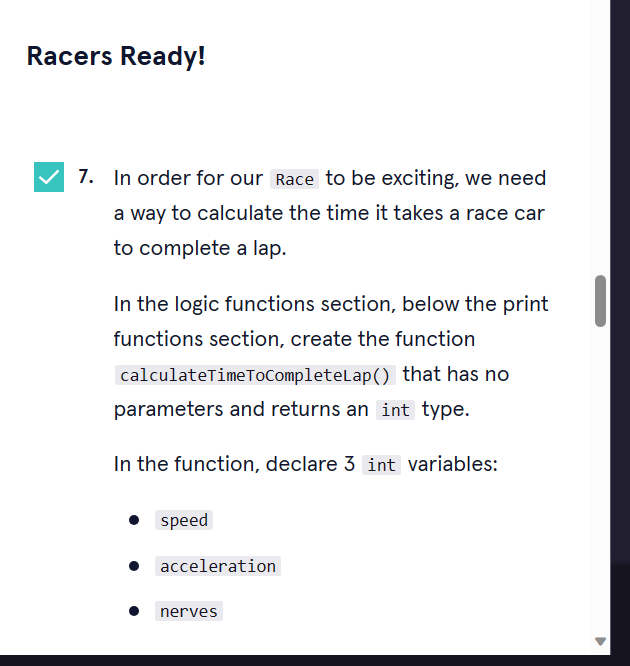 Racers Ready!
7. In order for our Race to be exciting, we need
a way to calculate the time it takes a race car
to complete a lap.
In the logic functions section, below the print
functions section, create the function
calculateTimeToCompleteLap() that has no
parameters and returns an int type.
In the function, declare 3 int variables:
• speed
• acceleration
• nerves